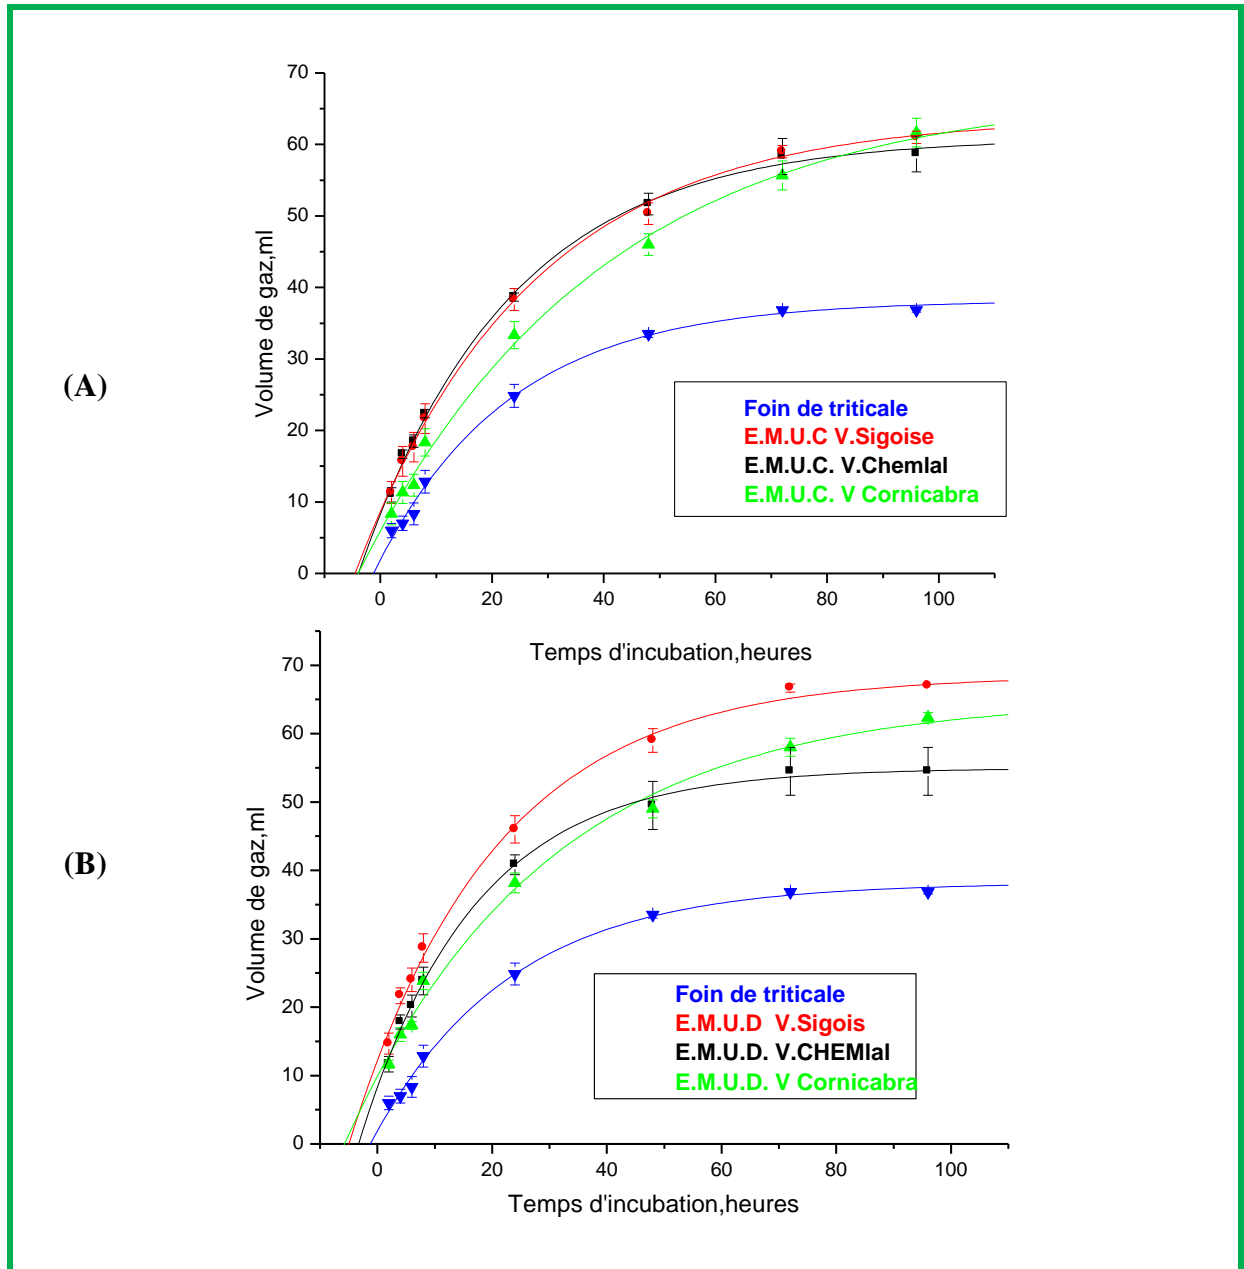 70
60
50
40
30
20
10
0
Volume de gaz,ml
(A)
Foin de triticale
E.M.U.C V.Sigoise
E.M.U.C. V.Chemlal
E.M.U.C. V Cornicabra
0 20 40 60 80 100
Temps d'incubation,heures
70
60
50
40
30
20
10
0
Volume de gaz,ml
(B)
Foin de triticale
E.M.U.D V.Sigois
E.M.U.D. V.CHEMlal
E.M.U.D. V Cornicabra
0 20 40 60 80 100
Temps d'incubation,heures